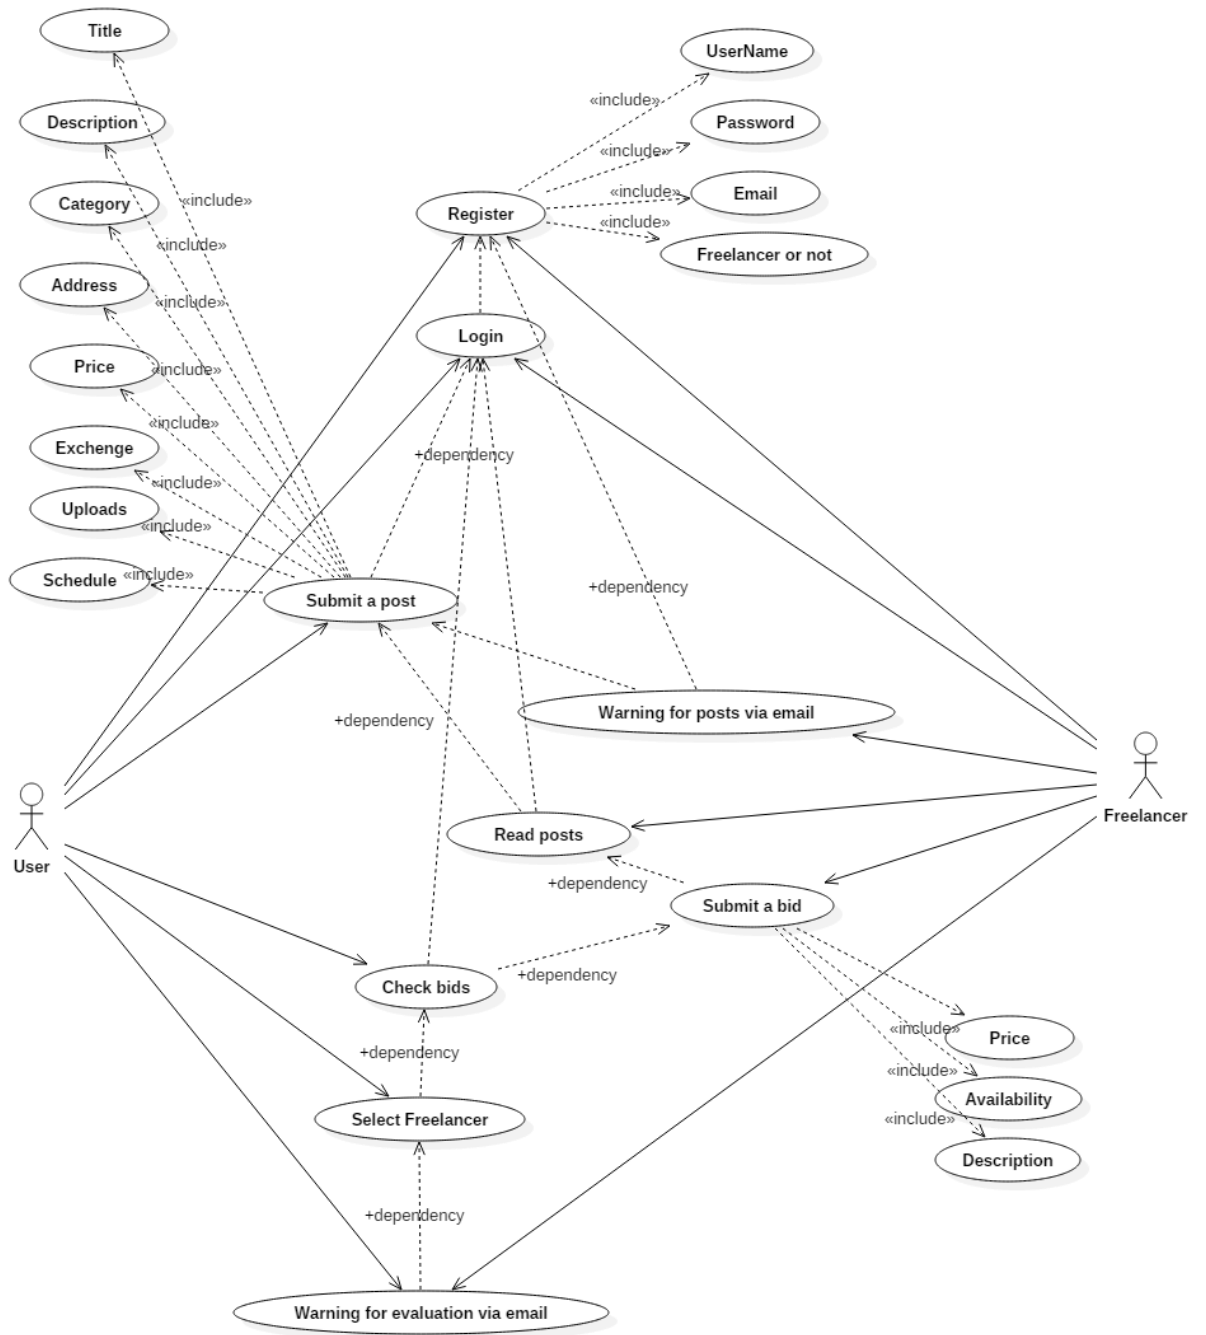 Title
UserName
«include»
Description
Password
«include»
Category
«include»
Email
«include»
Register
«include»
«include»
Freelancer or not
Address
«include»
Login
Price
«include»
«include»
Exchenge
+dependency
«include»
Uploads
«include»
Schedule
«include»
+dependency
Submit a post
Warning for posts via email
+dependency
Freelancer
Read posts
User
+dependency
Submit a bid
+dependency
Check bids
«include»
Price
+dependency
«include»
Availability
Select Freelancer
«include»
Description
+dependency
Warning for evaluation via email